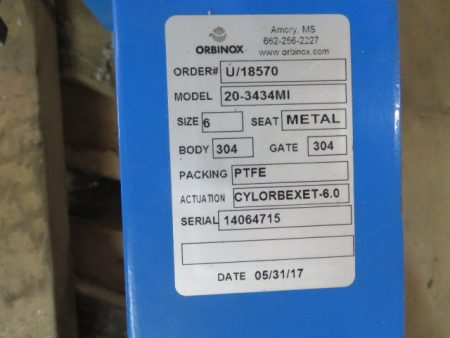 ORBINOX
Amory, MS
662-256-2227
www.orbinox.com
ORDER# U/18570
MODEL 20-3434MI
SIZE 6 SEAT METAL
BODY 304 GATE 304
PACKING PTFE
ACTUATION CYLORBEXET-6.0
SERIAL 14064715
DATE 05/31/17